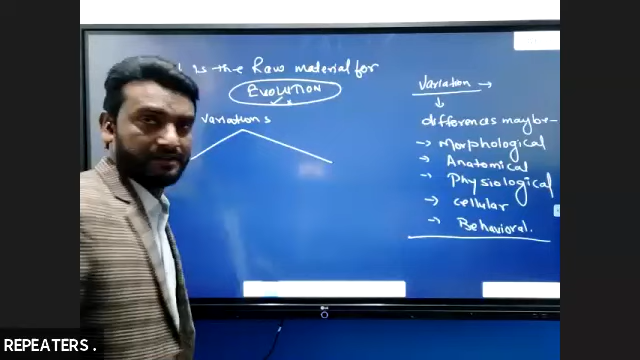 is the Raw material for
EVOLUTION
Variations
Variation →
differences may be-
→ Morphological
→ Anatomical
→ Physiological
→ Cellular
→ Behavioral.
REPEATERS.